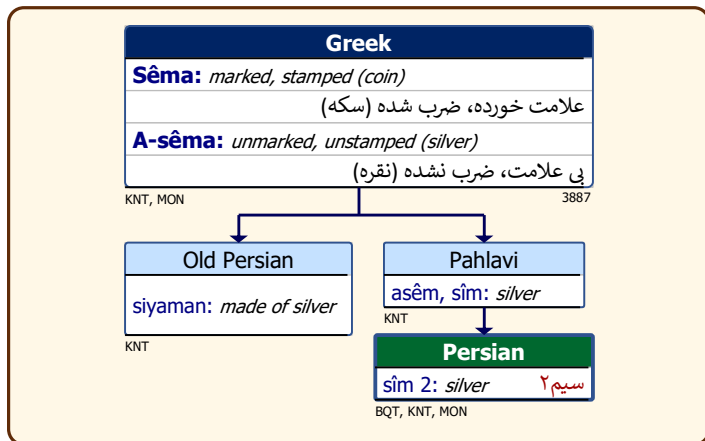 Greek
Sêma: marked, stamped (coin)
علامت خورده، ضرب شده (سکه)
A-sêma: unmarked, unstamped (silver)
بی علامت، ضرب نشده (نقره)
KNT, MON 3887
Old Persian
siyaman: made of silver
KNT
Pahlavi
asêm, sîm: silver
KNT
Persian
sîm 2: silver سیم۲
BQT, KNT, MON